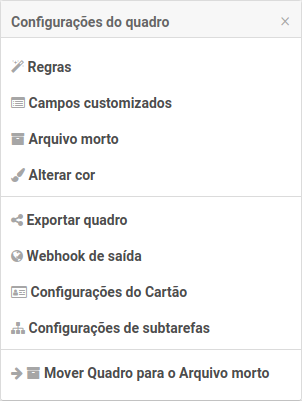 Configurações do quadro
Regras
Campos customizados
Arquivo morto
Alterar cor
Exportar quadro
Webhook de saída
Configurações do Cartão
Configurações de subtarefas
Mover Quadro para o Arquivo morto